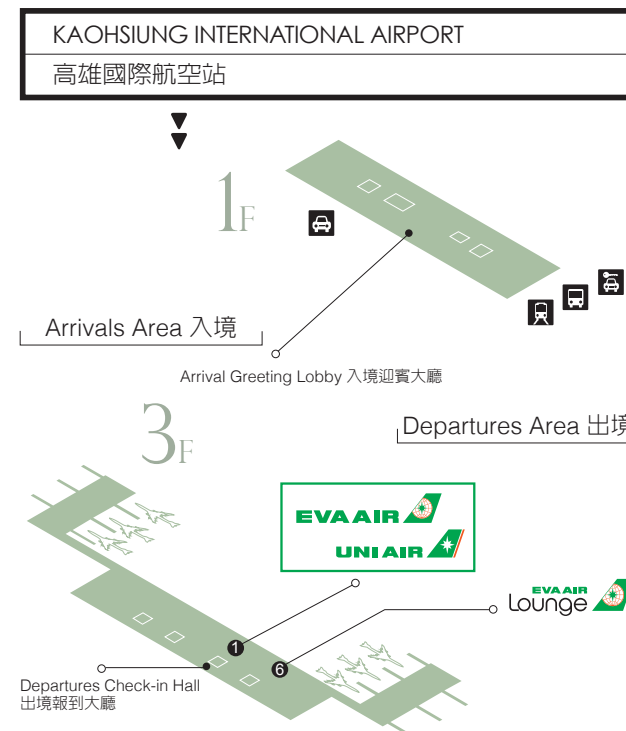 KAOHSIUNG INTERNATIONAL AIRPORT
高雄國際航空站
1F
Arrivals Area 入境
Arrival Greeting Lobby 入境迎賓大廳
3F
Departures Area 出境
EVA AIR
UNI AIR
EVA AIR
Lounge
1
6
Departures Check-in Hall
出境報到大廳